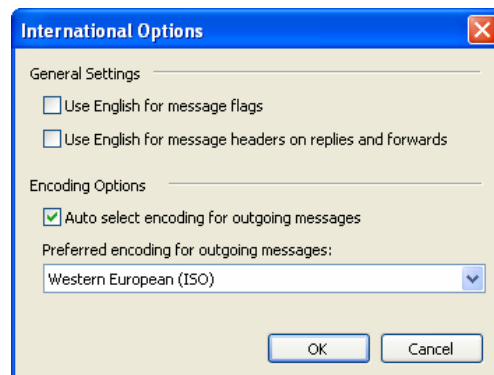 International Options
General Settings
Use English for message flags
Use English for message headers on replies and forwards
Encoding Options
Auto select encoding for outgoing messages
Preferred encoding for outgoing messages:
Western European (ISO)
OK Cancel